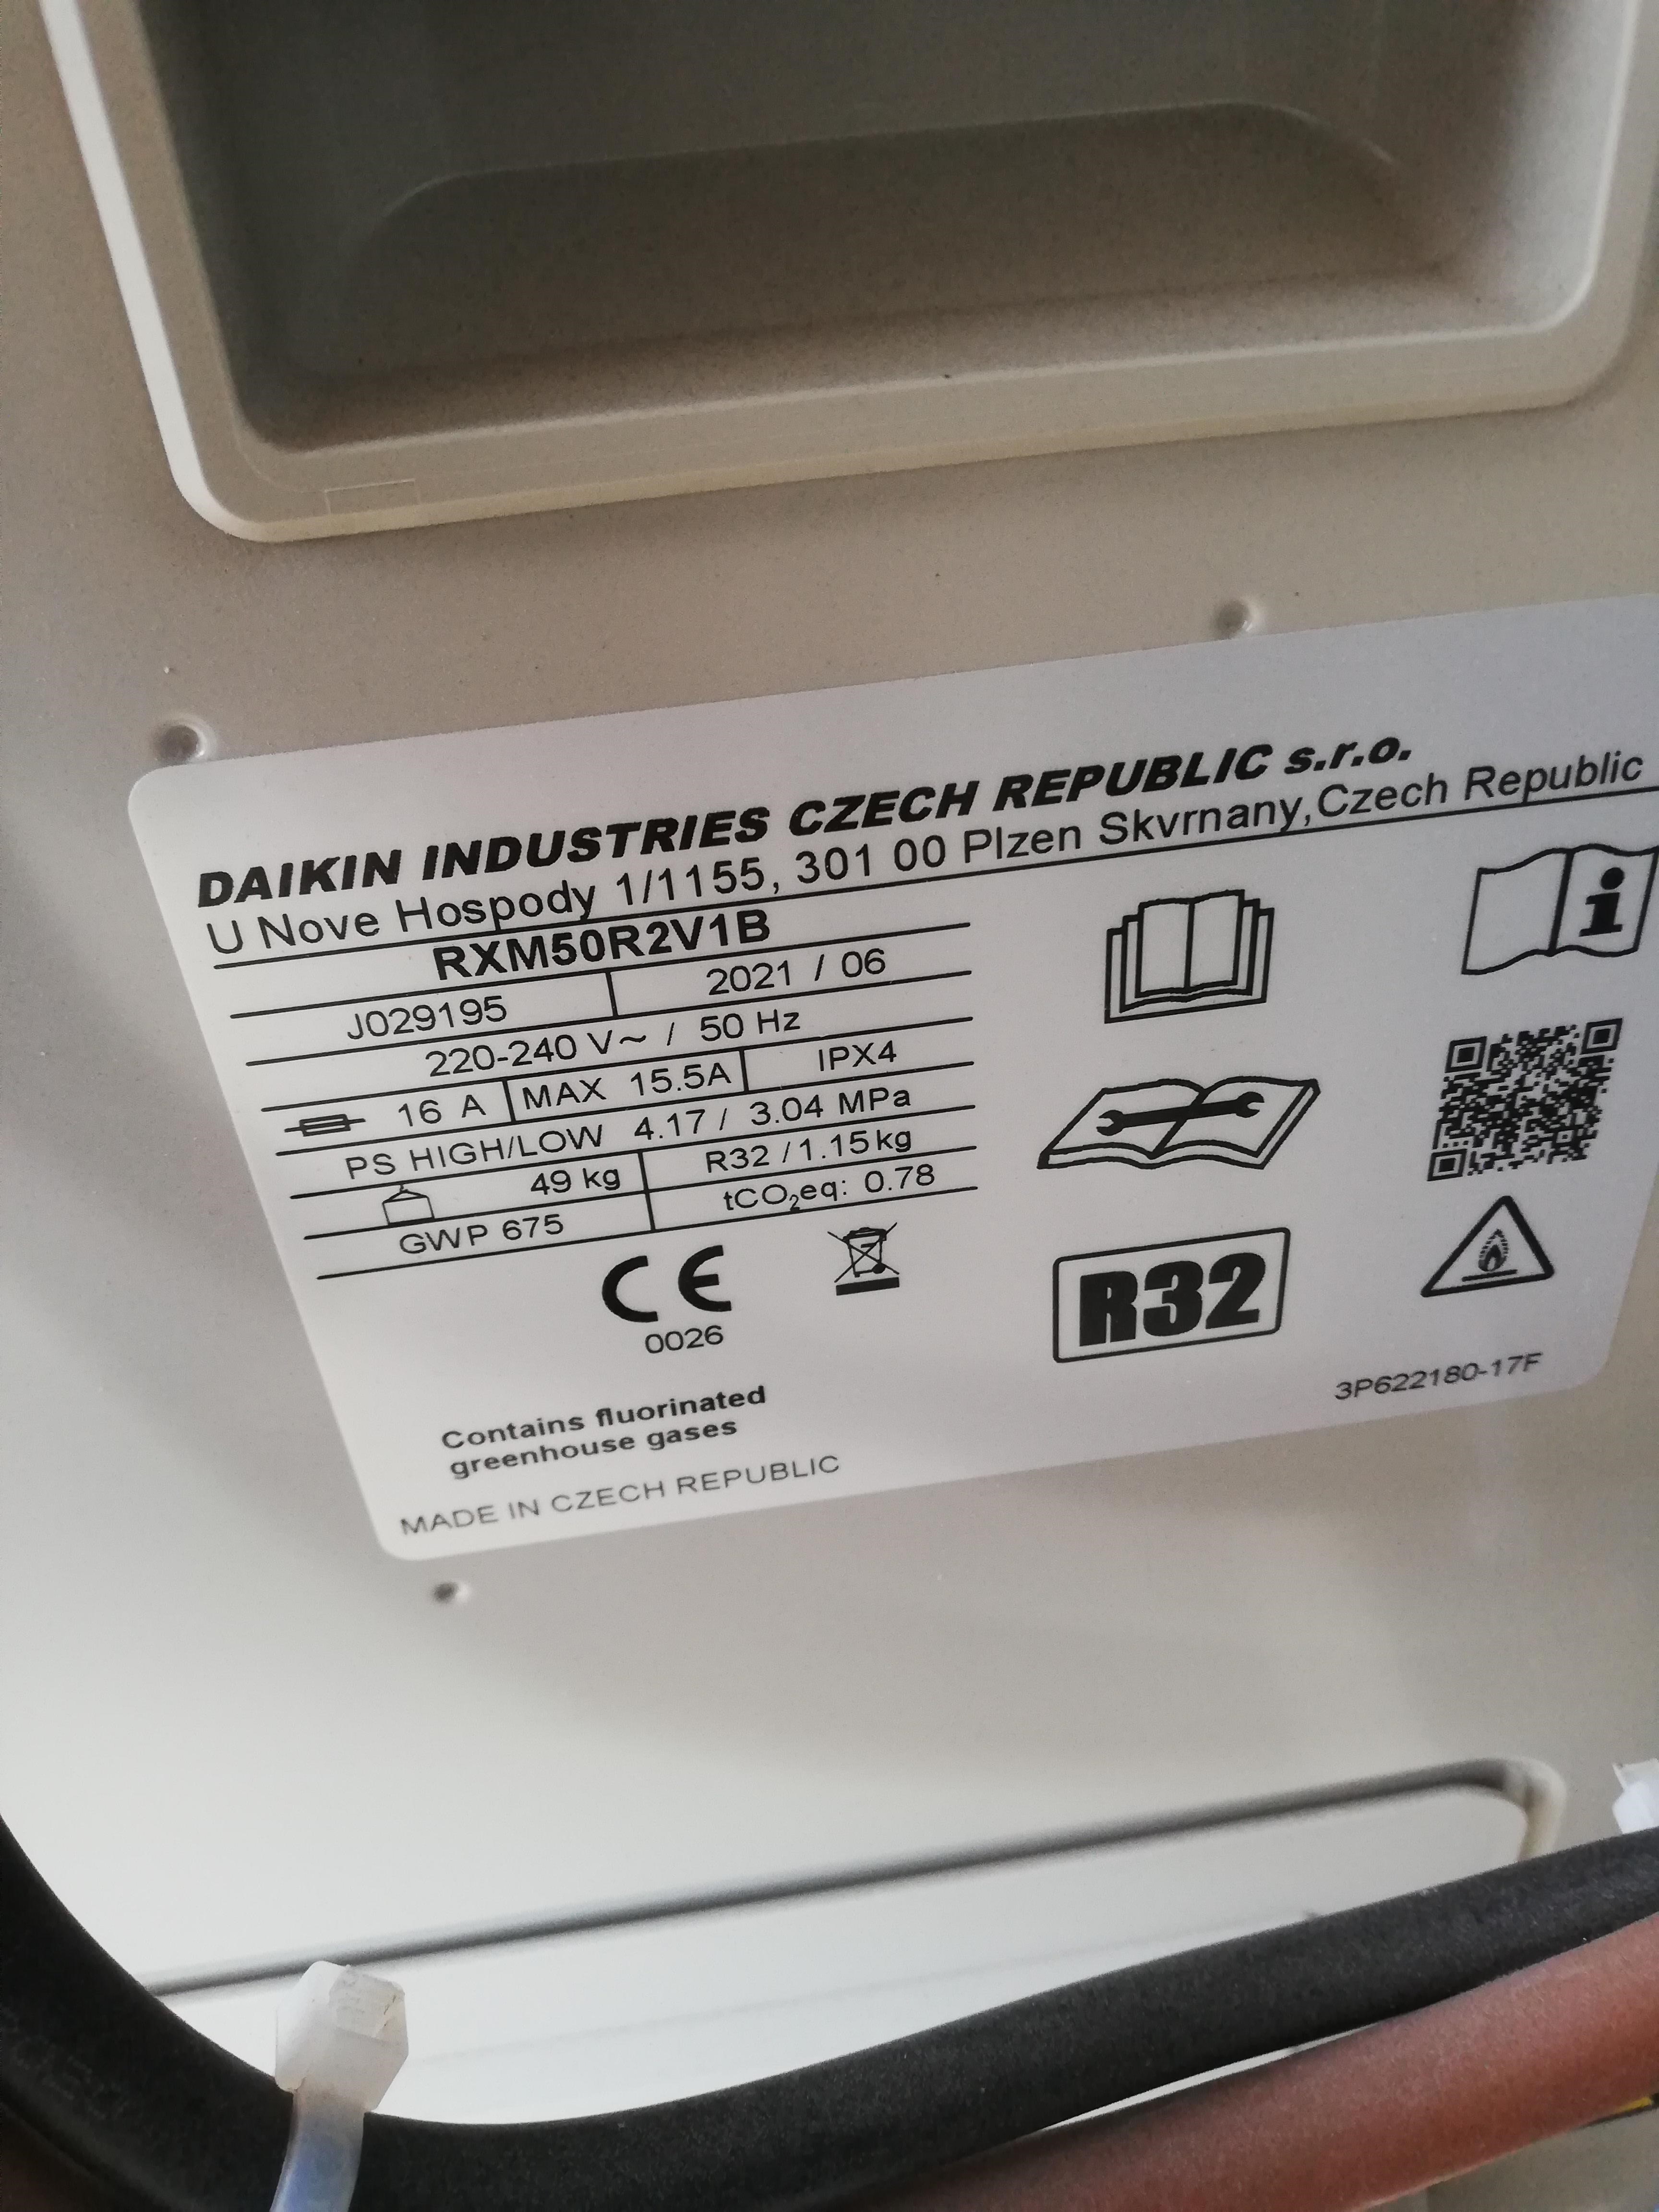 DAIKIN INDUSTRIES CZECH REPUBLIC s.r.o.
U Nove Hospody 1/1155, 301 00 Plzen Skvrnany,Czech Republic
RXM50R2V1B
J029195 2021 / 06
220-240 V~ / 50 Hz
16 A MAX 15.5A IPX4
PS HIGH/LOW 4.17 / 3.04 MPa
49 kg R32 / 1.15kg
GWP 675 tCO₂eq: 0.78
CE
0026
R32
Contains fluorinated
greenhouse gases
3P622180-17F
MADE IN CZECH REPUBLIC